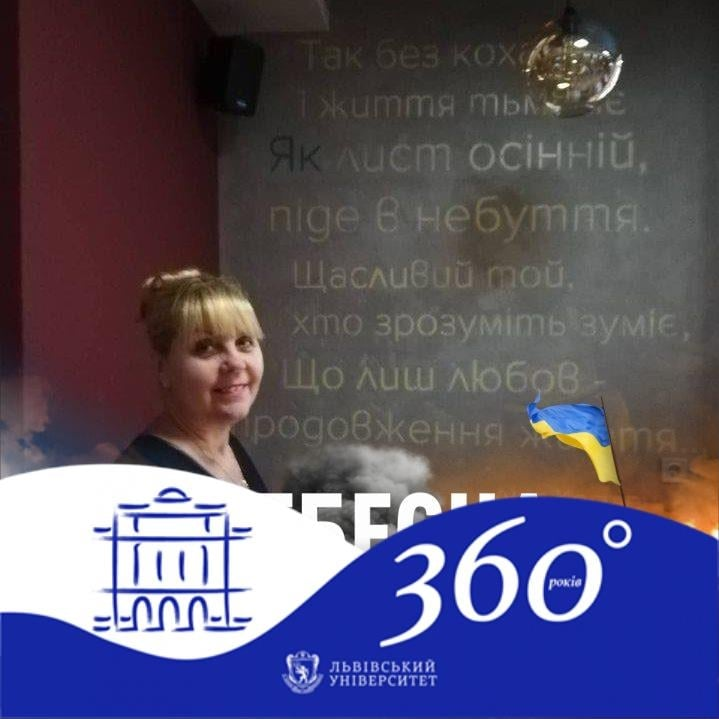 Так без
і життя
Як лист осінній,
піде в небуття.
Щасливий той,
хто зрозуміть зуміє,
Що лиш любов -
360°
років
ЛЬВІВСЬКИЙ
УНІВЕРСИТЕТ